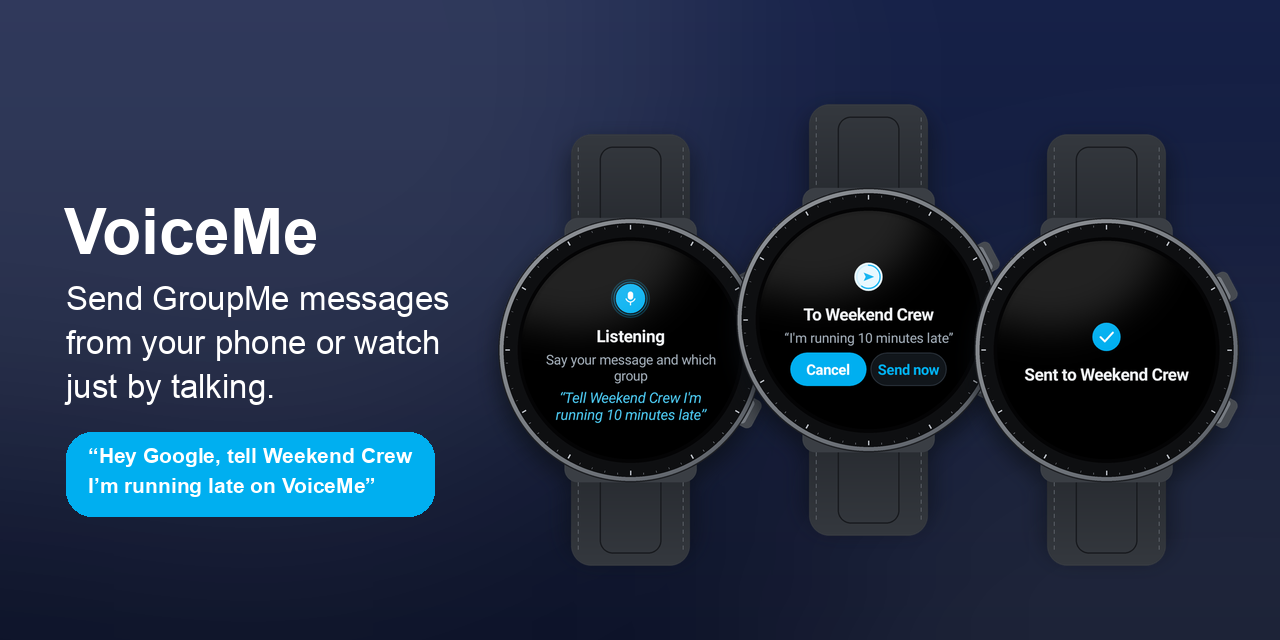 VoiceMe
Send GroupMe messages
from your phone or watch
just by talking.
“Hey Google, tell Weekend Crew
I’m running late on VoiceMe”
Listening
Say your message and which
group
“Tell Weekend Crew I'm
running 10 minutes late”
To Weekend Crew
“I'm running 10 minutes late”
Cancel
Send now
Sent to Weekend Crew